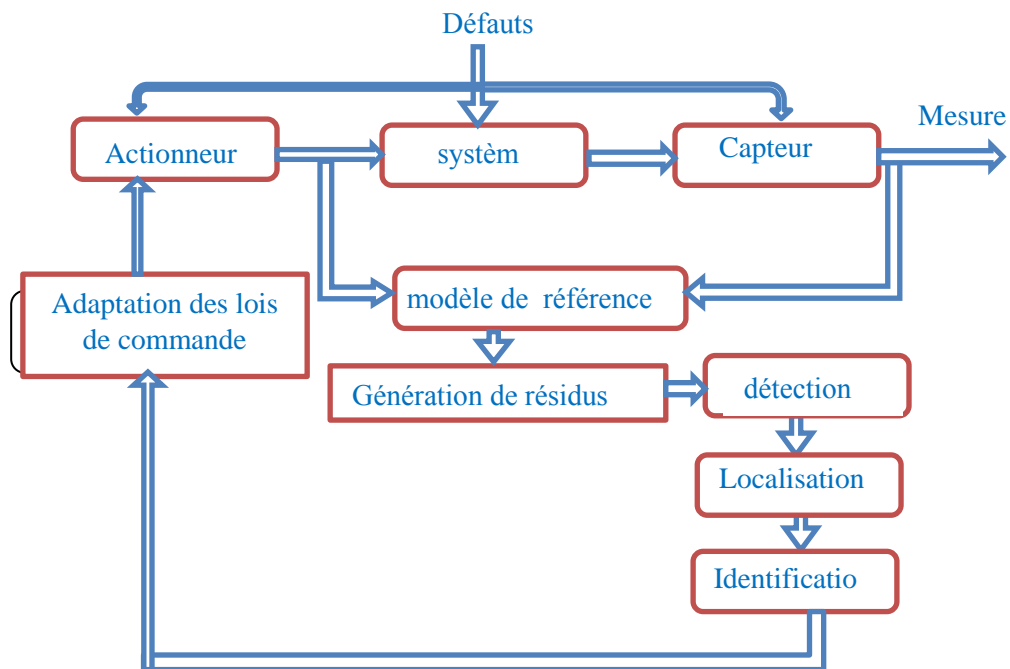 Défauts
Mesure
Actionneur
systèm
Capteur
Adaptation des lois
de commande
modèle de référence
Génération de résidus
détection
Localisation
Identificatio